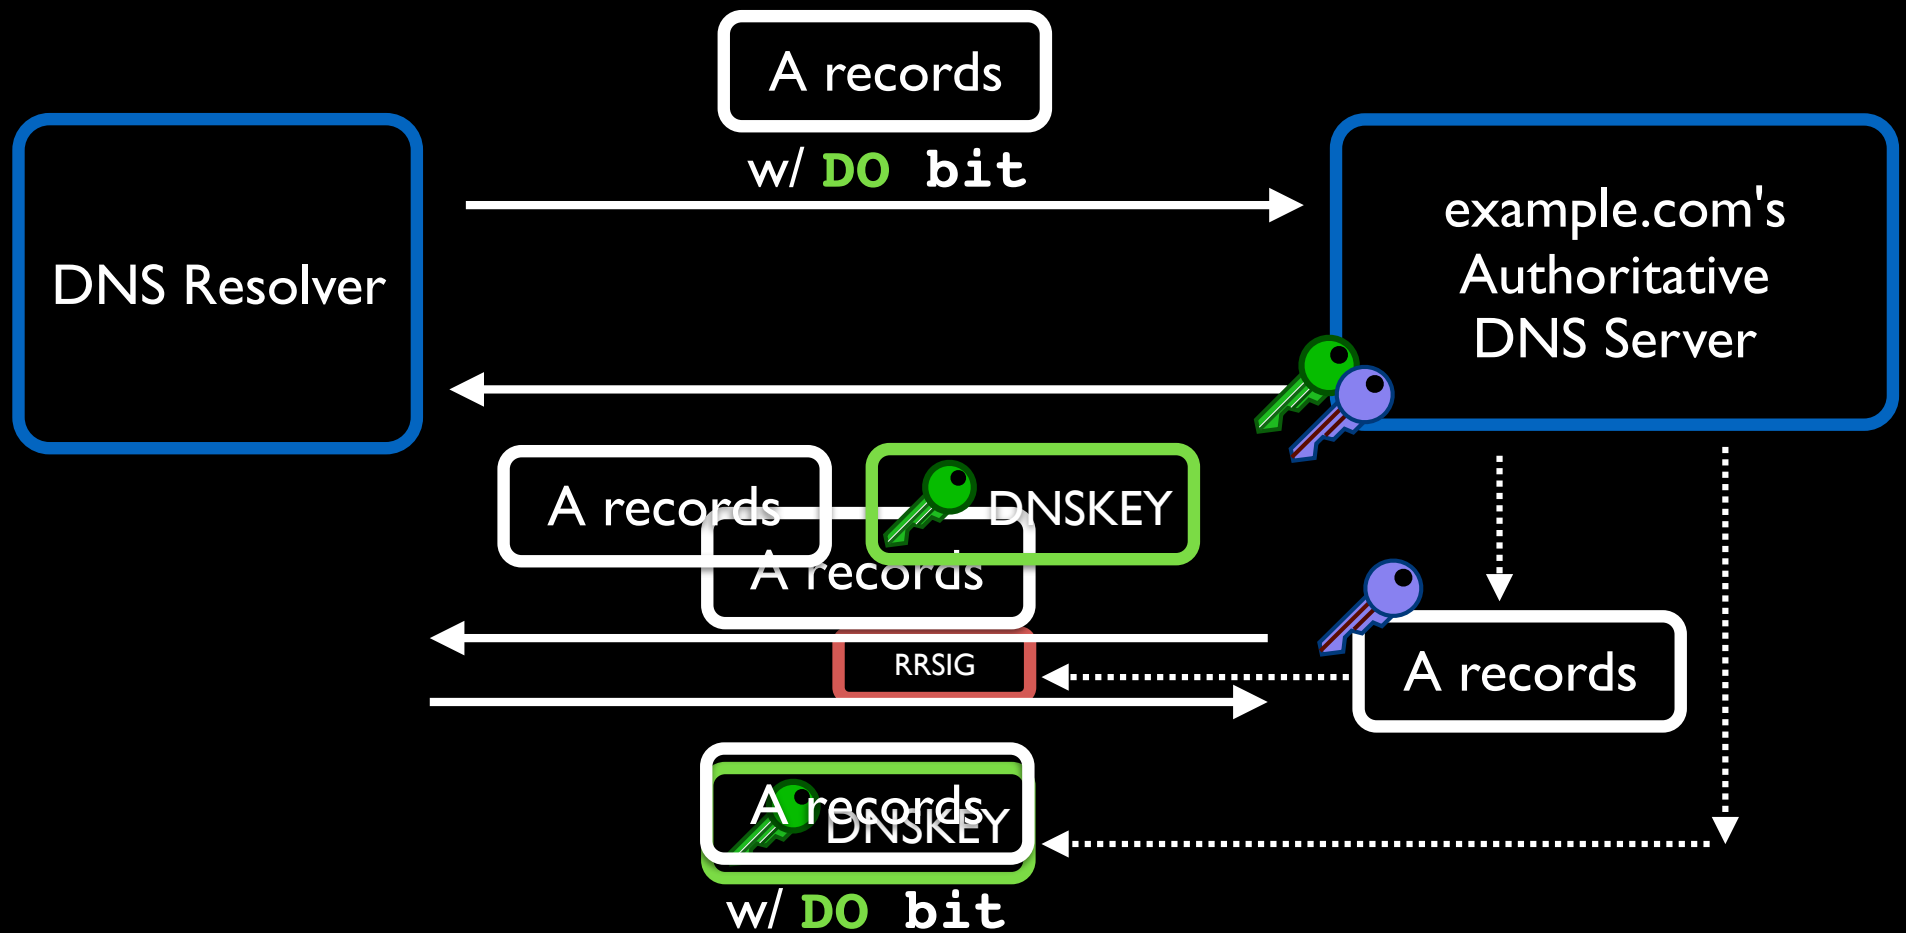 A records
w/ DO bit
DNS Resolver
example.com's
Authoritative
DNS Server
A records
DNSKEY
A records
RRSIG
A records
A records
DNSKEY
w/ DO bit